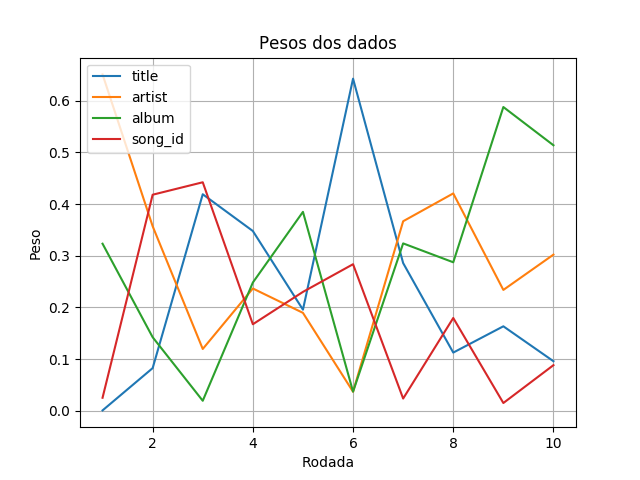 Pesos dos dados
title
artist
album
song_id
Peso
0.6
0.5
0.4
0.3
0.2
0.1
0.0
2 4 6 8 10
Rodada